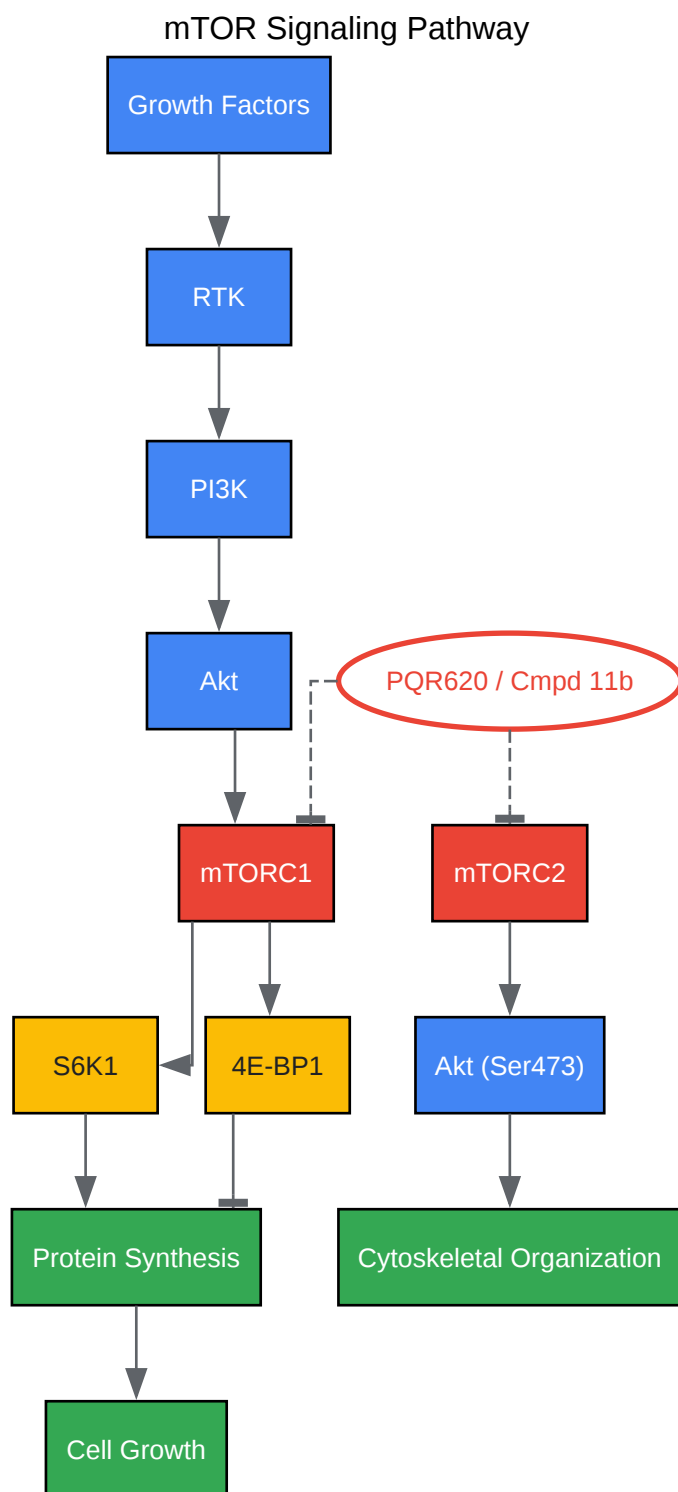 mTOR Signaling Pathway
Growth Factors
RTK
PI3K
Akt
PQR620 / Cmpd 11b
mTORC1
mTORC2
S6K1
4E-BP1
Akt (Ser473)
Protein Synthesis
Cytoskeletal Organization
Cell Growth